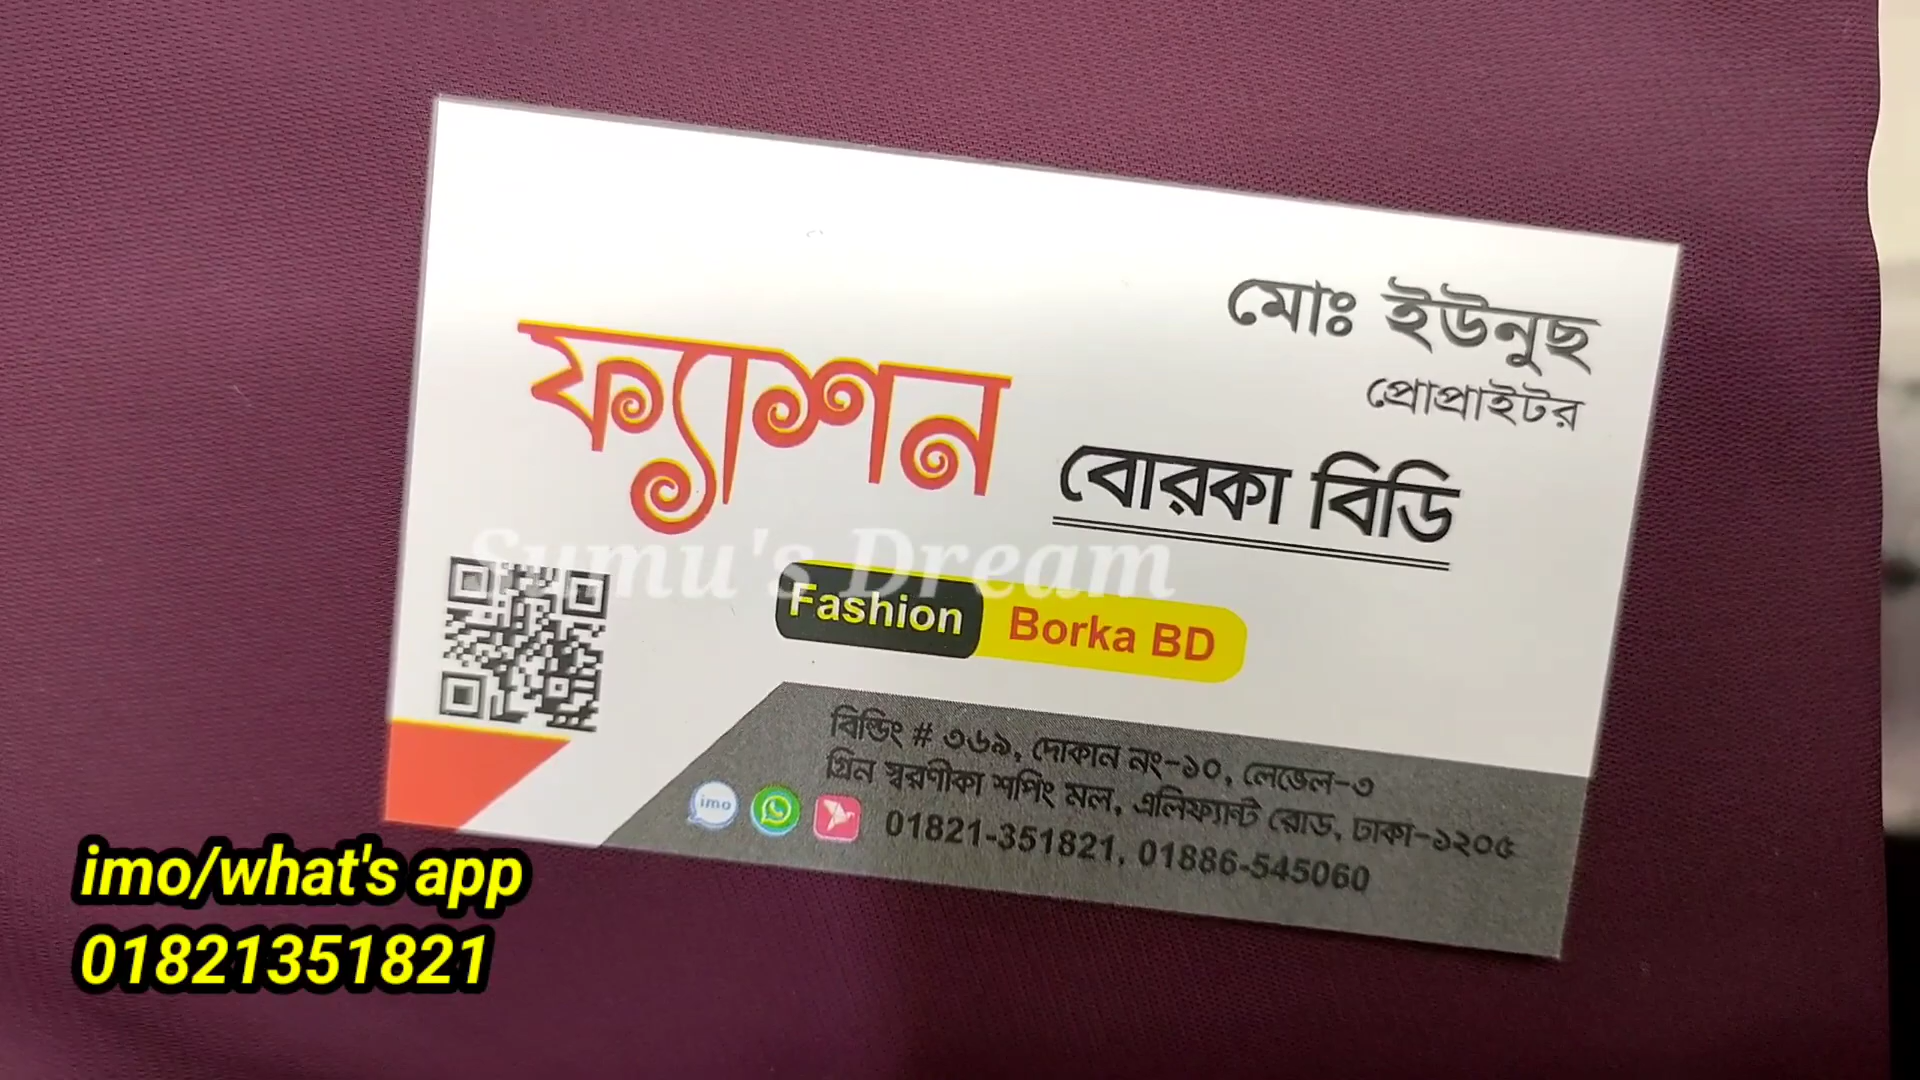 মোঃ ইউনুছ
প্রোপ্রাইটর
ফ্যাশন
বোরকা বিডি
Sumu's Dream
Fashion Borka BD
বিল্ডিং # ৩৬৯, দোকান নং-১০, লেভেল-৩
গ্রিন স্বরণীকা শপিং মল, এলিফ্যান্ট রোড, ঢাকা-১২০৫
imo
01821-351821, 01886-545060
imo/what's app
01821351821